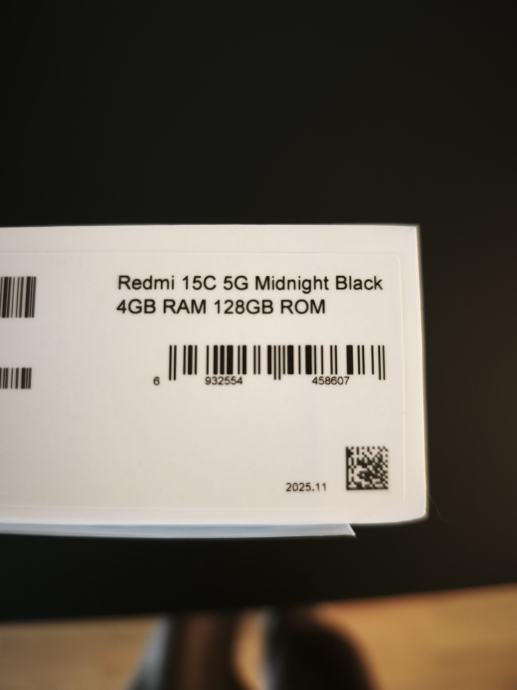 Redmi 15C 5G Midnight Black
4GB RAM 128GB ROM
6 932554 458607
2025.11